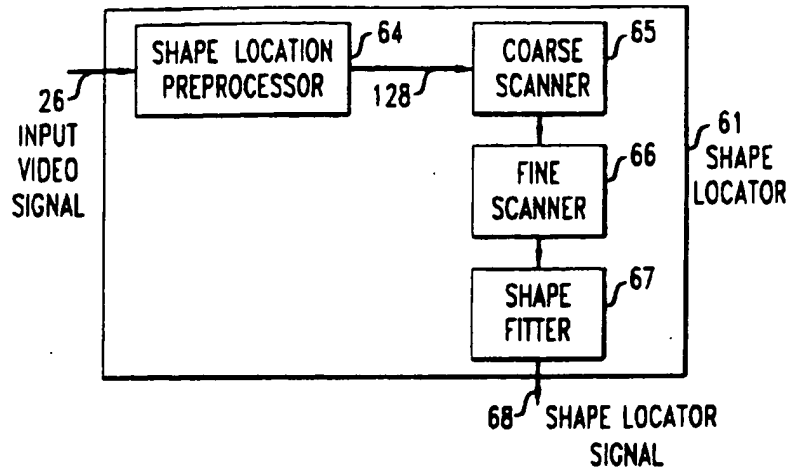 64
SHAPE LOCATION
PREPROCESSOR
65
COARSE
SCANNER
26
INPUT
VIDEO
SIGNAL
128
61
SHAPE
LOCATOR
66
FINE
SCANNER
67
SHAPE
FITTER
68
SHAPE LOCATOR
SIGNAL